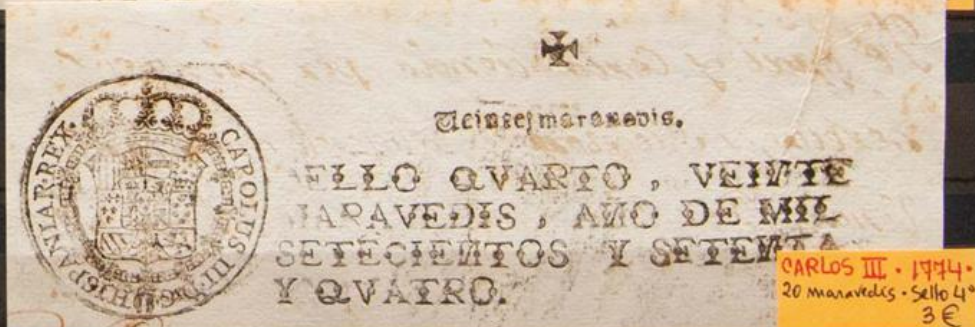 Veinte maravedis.
CAROLUS III D G HISPANIAR REX
ELLO QVARTO, VEINTE
MARAVEDIS, AÑO DE MIL
SETECIENTOS Y SETENTA
Y QVATRO.
CARLOS III · 1774 ·
20 maravedís · Sello 4º
3 €